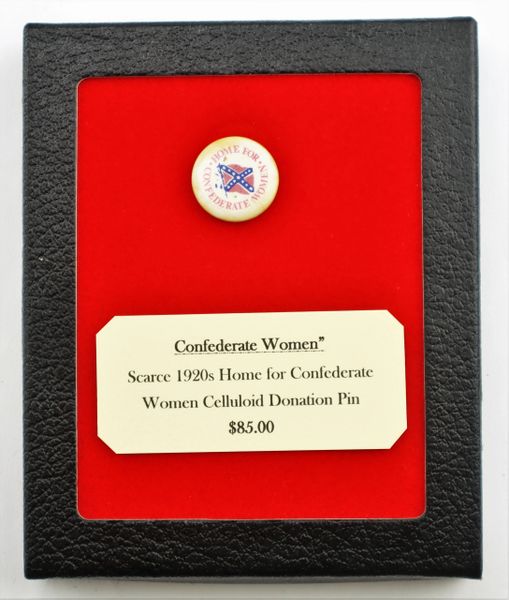 • HOME FOR •
CONFEDERATE WOMEN
Confederate Women”
Scarce 1920s Home for Confederate
Women Celluloid Donation Pin
$85.00